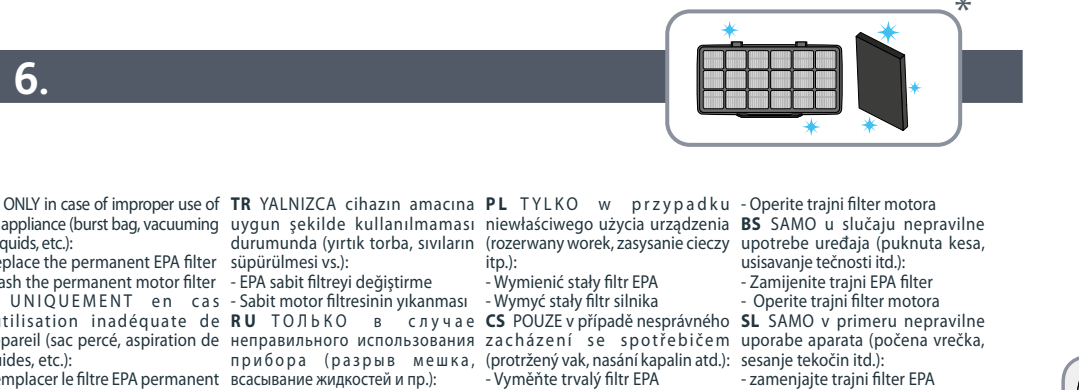 *
6.
ONLY in case of improper use of
appliance (burst bag, vacuuming
quids, etc.):
eplace the permanent EPA filter
ash the permanent motor filter
UNIQUEMENT en cas
utilisation inadéquate de
pareil (sac percé, aspiration de
uides, etc.):
emplacer le filtre EPA permanent
TR YALNIZCA cihazın amacına
uygun şekilde kullanılmaması
durumunda (yırtık torba, sıvıların
süpürülmesi vs.):
- EPA sabit filtreyi değiştirme
- Sabit motor filtresinin yıkanması
RU ТОЛЬКО в случае
неправильного использования
прибора (разрыв мешка,
всасывание жидкостей и пр.):
PL TYLKO w przypadku
niewłaściwego użycia urządzenia
(rozerwany worek, zasysanie cieczy
itp.):
- Wymienić stały filtr EPA
- Wymyć stały filtr silnika
CS POUZE v případě nesprávného
zacházení se spotřebičem
(protržený vak, nasání kapalin atd.):
- Vyměňte trvalý filtr EPA
- Operite trajni filter motora
BS SAMO u slučaju nepravilne
upotrebe uređaja (puknuta kesa,
usisavanje tečnosti itd.):
- Zamijenite trajni EPA filter
- Operite trajni filter motora
SL SAMO v primeru nepravilne
uporabe aparata (počena vrečka,
sesanje tekočin itd.):
- zamenjajte trajni filter EPA